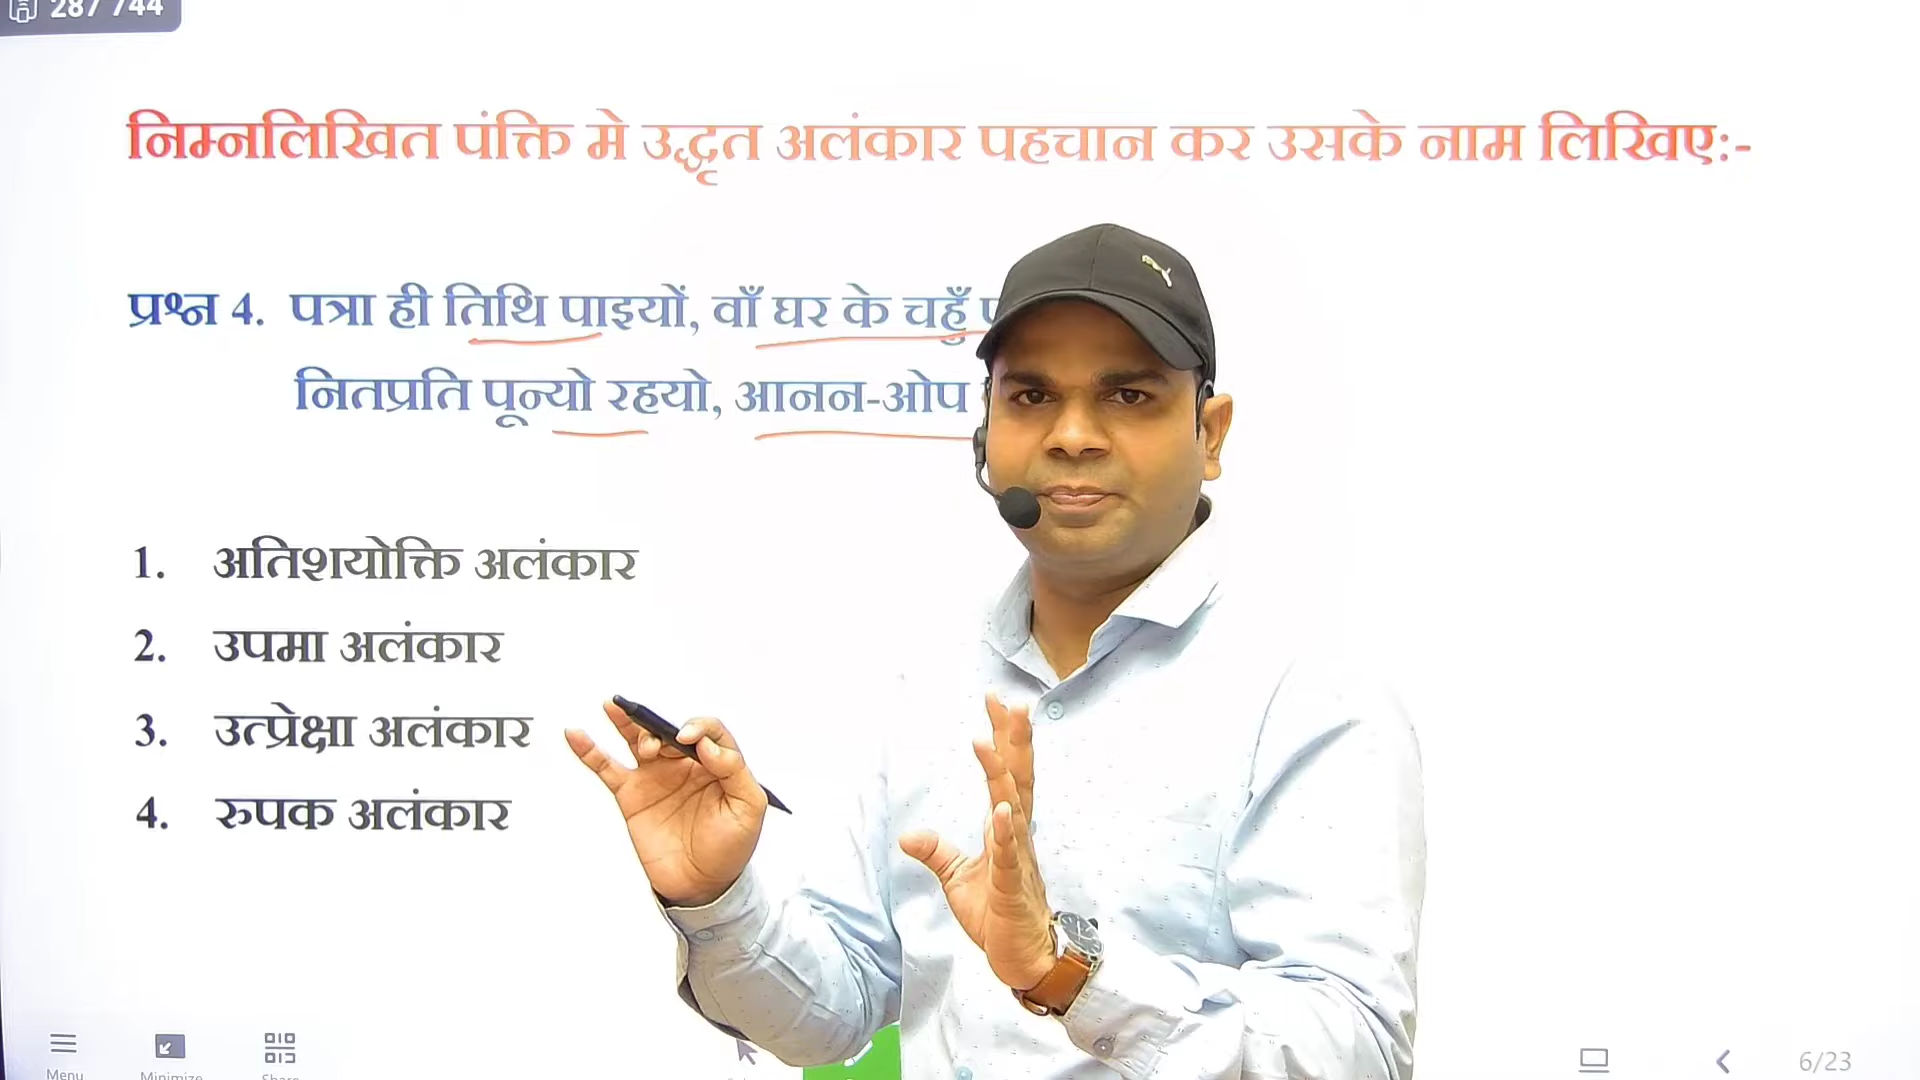 287 / 744
निम्नलिखित पंक्ति मे उद्धृत अलंकार पहचान कर उसके नाम लिखिए:-
प्रश्न 4. पत्रा ही तिथि पाइयों, वाँ घर के चहुँ
नितप्रति पून्यो रहयो, आनन-ओप
1. अतिशयोक्ति अलंकार
2. उपमा अलंकार
3. उत्प्रेक्षा अलंकार
4. रुपक अलंकार
Menu Minimize Share 6/23